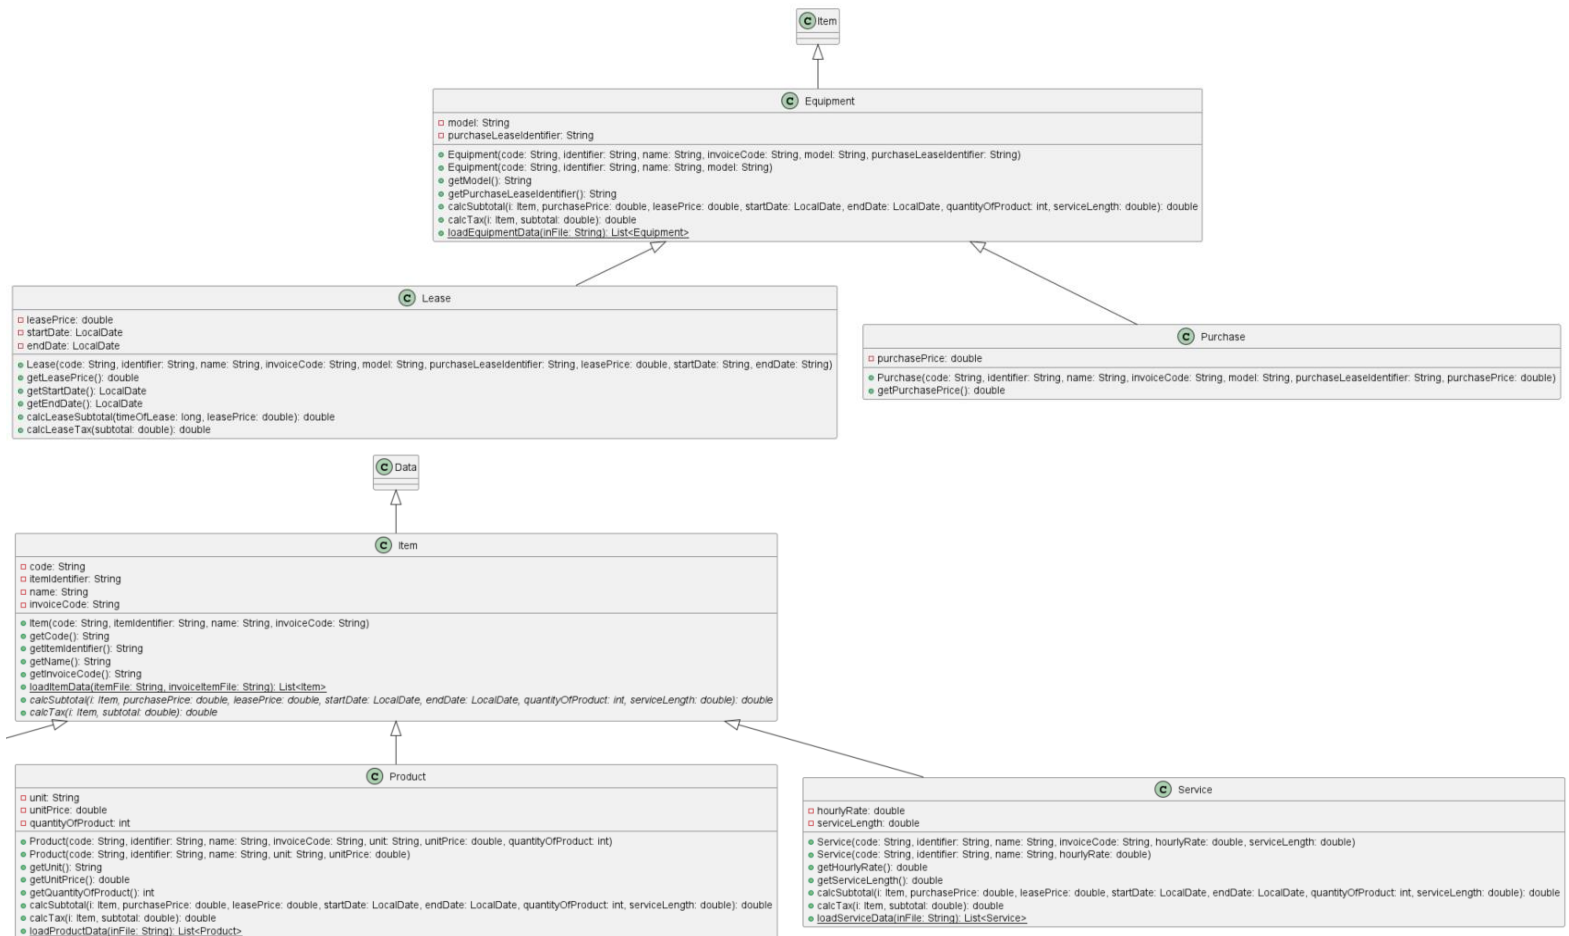 C Item
C Equipment
model: String
purchaseLeaseIdentifier: String
Equipment(code: String, identifier: String, name: String, invoiceCode: String, model: String, purchaseLeaseIdentifier: String)
Equipment(code: String, identifier: String, name: String, model: String)
getModel(): String
getPurchaseLeaseIdentifier(): String
calcSubtotal(i: Item, purchasePrice: double, leasePrice: double, startDate: LocalDate, endDate: LocalDate, quantityOfProduct: int, serviceLength: double): double
calcTax(i: Item, subtotal: double): double
loadEquipmentData(inFile: String): List<Equipment>
C Lease
leasePrice: double
startDate: LocalDate
endDate: LocalDate
Lease(code: String, identifier: String, name: String, invoiceCode: String, model: String, purchaseLeaseIdentifier: String, leasePrice: double, startDate: String, endDate: String)
getLeasePrice(): double
getStartDate(): LocalDate
getEndDate(): LocalDate
calcLeaseSubtotal(timeOfLease: long, leasePrice: double): double
calcLeaseTax(subtotal: double): double
C Purchase
purchasePrice: double
Purchase(code: String, identifier: String, name: String, invoiceCode: String, model: String, purchaseLeaseIdentifier: String, purchasePrice: double)
getPurchasePrice(): double
C Data
C Item
code: String
itemIdentifier: String
name: String
invoiceCode: String
Item(code: String, itemIdentifier: String, name: String, invoiceCode: String)
getCode(): String
getItemIdentifier(): String
getName(): String
getInvoiceCode(): String
loadItemData(itemFile: String, invoiceItemFile: String): List<Item>
calcSubtotal(i: Item, purchasePrice: double, leasePrice: double, startDate: LocalDate, endDate: LocalDate, quantityOfProduct: int, serviceLength: double): double
calcTax(i: Item, subtotal: double): double
C Product
unit: String
unitPrice: double
quantityOfProduct: int
Product(code: String, identifier: String, name: String, invoiceCode: String, unit: String, unitPrice: double, quantityOfProduct: int)
Product(code: String, identifier: String, name: String, unit: String, unitPrice: double)
getUnit(): String
getUnitPrice(): double
getQuantityOfProduct(): int
calcSubtotal(i: Item, purchasePrice: double, leasePrice: double, startDate: LocalDate, endDate: LocalDate, quantityOfProduct: int, serviceLength: double): double
calcTax(i: Item, subtotal: double): double
loadProductData(inFile: String): List<Product>
C Service
hourlyRate: double
serviceLength: double
Service(code: String, identifier: String, name: String, invoiceCode: String, hourlyRate: double, serviceLength: double)
Service(code: String, identifier: String, name: String, hourlyRate: double)
getHourlyRate(): double
getServiceLength(): double
calcSubtotal(i: Item, purchasePrice: double, leasePrice: double, startDate: LocalDate, endDate: LocalDate, quantityOfProduct: int, serviceLength: double): double
calcTax(i: Item, subtotal: double): double
loadServiceData(inFile: String): List<Service>